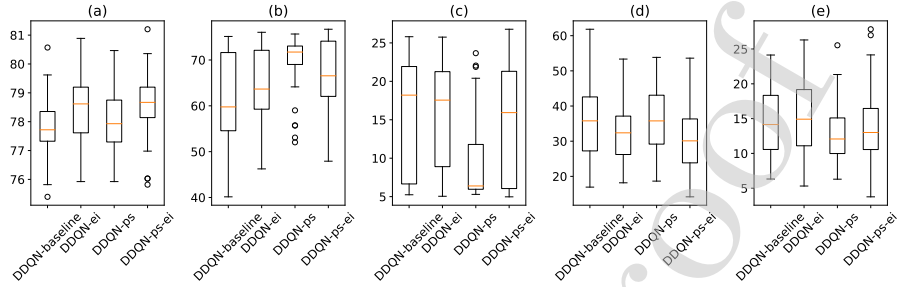 (a) (b) (c) (d) (e)
81 80 79 78 77 76
70 60 50 40
25 20 15 10 5
60 50 40 30 20
25 20 15 10 5
DDQN-baseline DDQN-ei DDQN-ps DDQN-ps-ei
DDQN-baseline DDQN-ei DDQN-ps DDQN-ps-ei
DDQN-baseline DDQN-ei DDQN-ps DDQN-ps-ei
DDQN-baseline DDQN-ei DDQN-ps DDQN-ps-ei
DDQN-baseline DDQN-ei DDQN-ps DDQN-ps-ei
roof